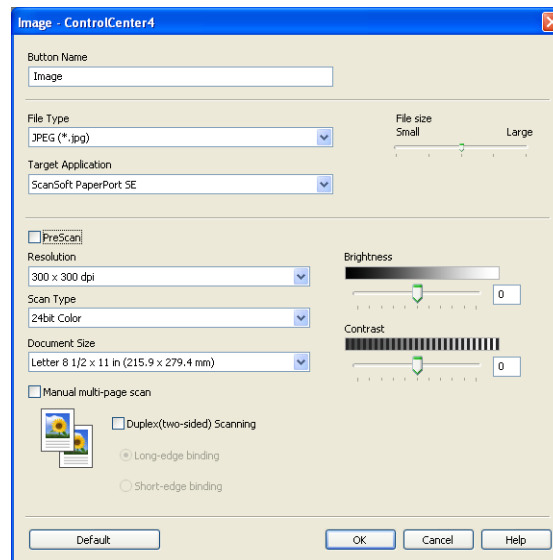 Image - ControlCenter4
Button Name
Image
File Type
JPEG (*.jpg)
File size
Small Large
Target Application
ScanSoft PaperPort SE
PreScan
Resolution
300 x 300 dpi
Brightness
0
Scan Type
24bit Color
Contrast
0
Document Size
Letter 8 1/2 x 11 in (215.9 x 279.4 mm)
Manual multi-page scan
Duplex(two-sided) Scanning
Long-edge binding
Short-edge binding
Default OK Cancel Help